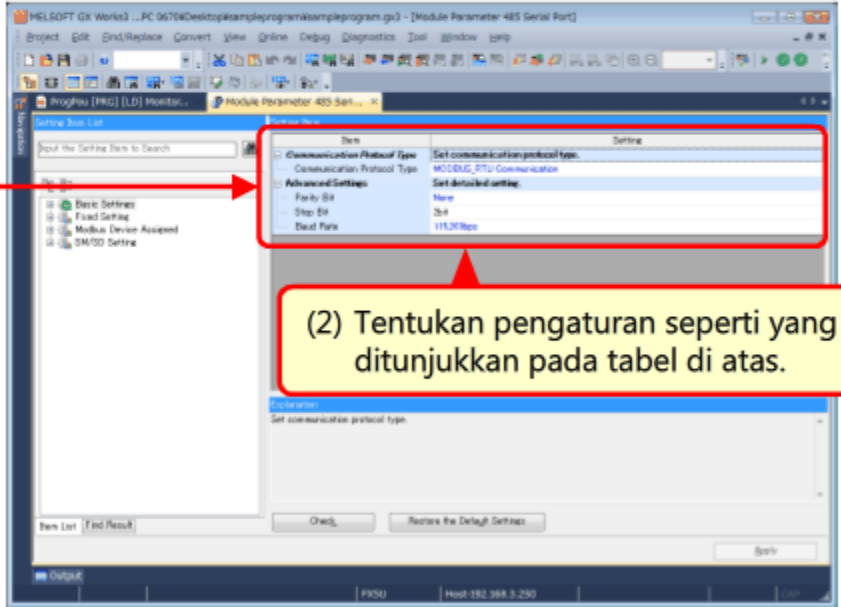 MELSOFT GX Works3 ...PC 0670#Desktop#sampleprogram#sampleprogram.gx3 - [Module Parameter 485 Serial Port]
Project Edit Find/Replace Convert View Online Debug Diagnostics Tool Window Help
ProgPou [PRG] [LD] Monitor... Module Parameter 485 Seri...
Navigation
Setting Item List
Setting Item
Input the Setting Item to Search
Item Setting
Communication Protocol Type Set communication protocol type.
Communication Protocol Type MODBUS_RTU Communication
Advanced Settings Set detailed setting.
Parity Bit None
Stop Bit 2bit
Baud Rate 115,200bps
Basic Settings
Fixed Setting
Modbus Device Assigned
SM/SD Setting
(2) Tentukan pengaturan seperti yang
ditunjukkan pada tabel di atas.
Explanation
Set communication protocol type.
Item List Find Result
Check Restore the Default Settings
Apply
Output
FX5U Host-192.168.3.250 CAP